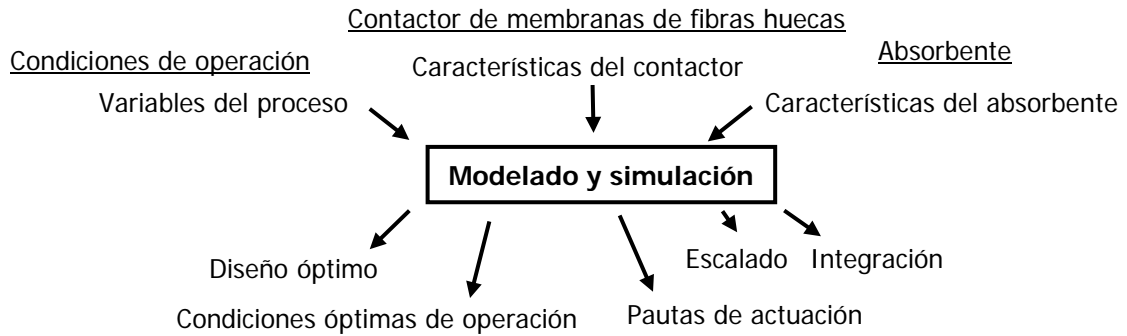 Contactor de membranas de fibras huecas
Condiciones de operación
Absorbente
Características del contactor
Variables del proceso
Características del absorbente
Modelado y simulación
Diseño óptimo
Escalado
Integración
Condiciones óptimas de operación
Pautas de actuación